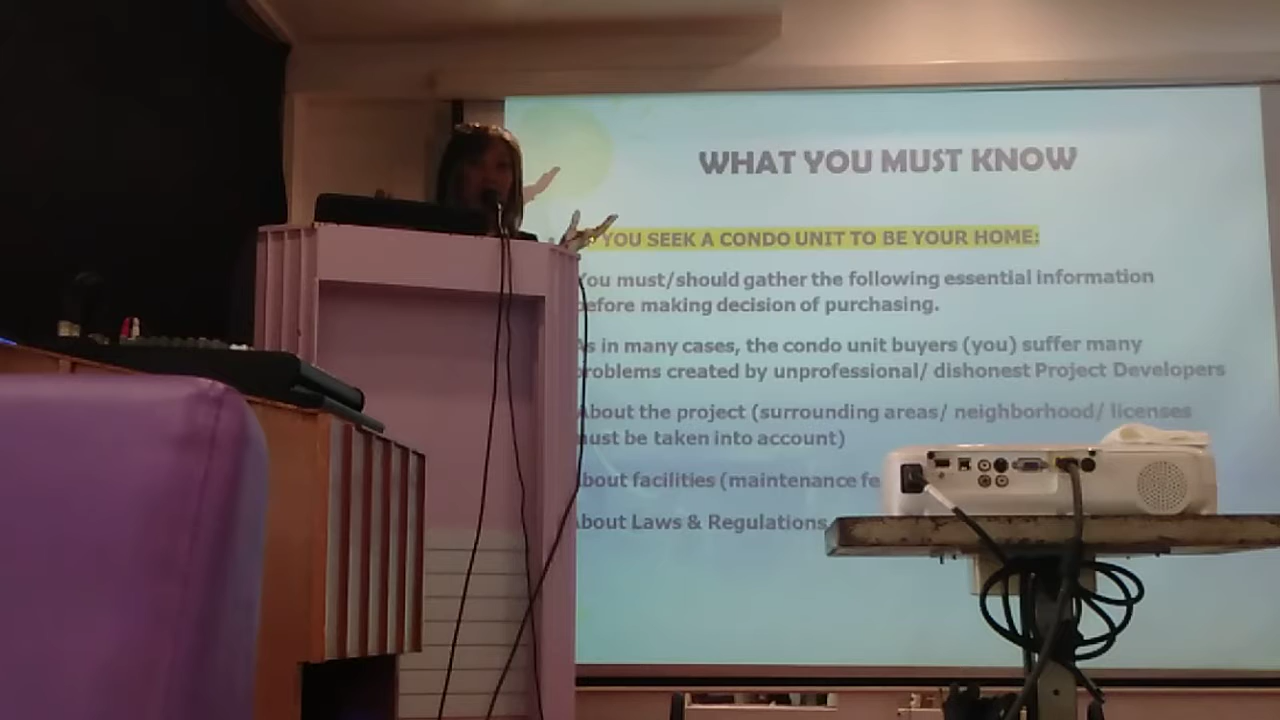 WHAT YOU MUST KNOW
YOU SEEK A CONDO UNIT TO BE YOUR HOME:
You must/should gather the following essential information
before making decision of purchasing.
As in many cases, the condo unit buyers (you) suffer many
problems created by unprofessional/ dishonest Project Developers
About the project (surrounding areas/ neighborhood/ licenses
must be taken into account)
About facilities (maintenance
About Laws & Regulations